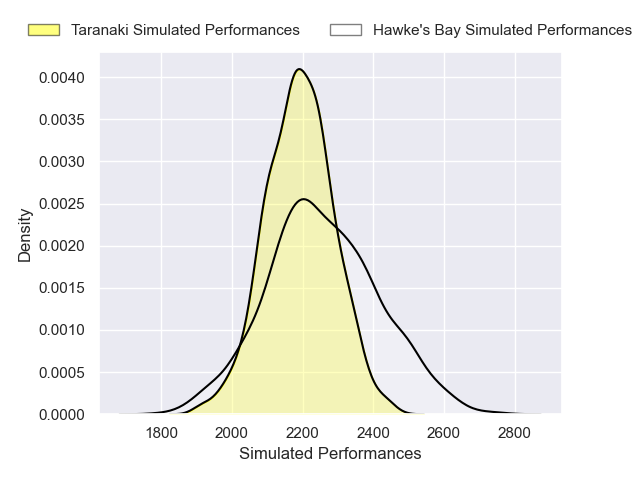 Taranaki Simulated Performances
Hawke's Bay Simulated Performances
0.0040
0.0035
0.0030
0.0025
0.0020
0.0015
0.0010
0.0005
0.0000
Density
1800 2000 2200 2400 2600 2800
Simulated Performances